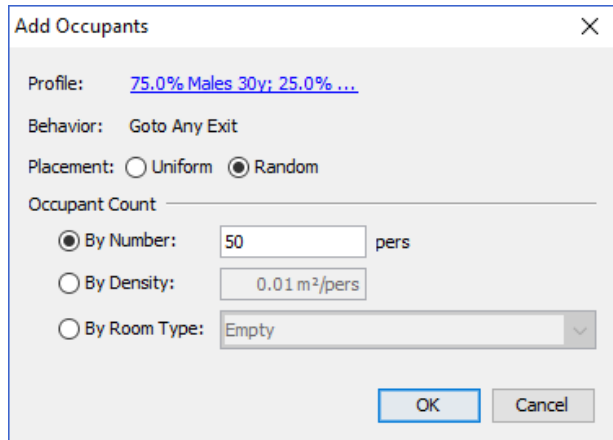 Add Occupants
Profile: 75.0% Males 30y; 25.0% ...
Behavior: Goto Any Exit
Placement: Uniform Random
Occupant Count
By Number: 50 pers
By Density: 0.01 m²/pers
By Room Type: Empty
OK Cancel